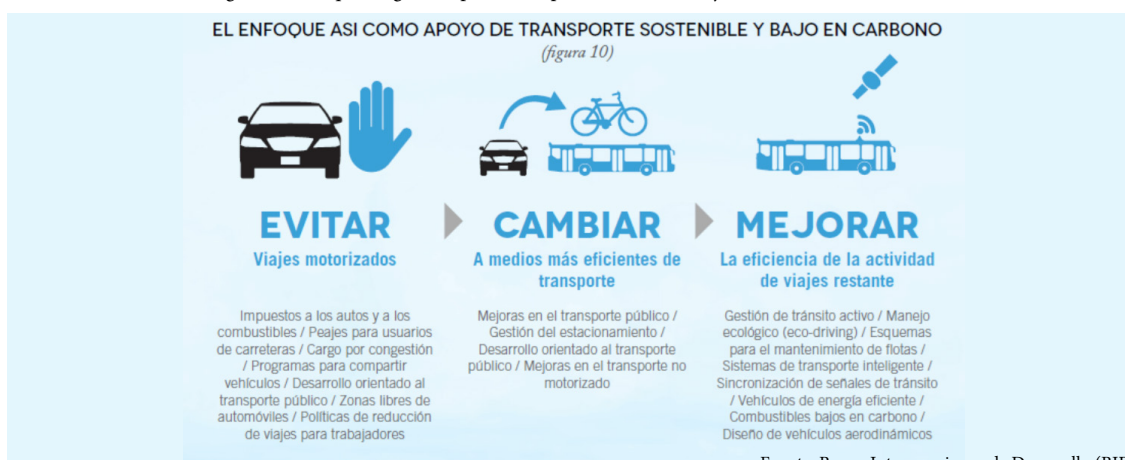 EL ENFOQUE ASI COMO APOYO DE TRANSPORTE SOSTENIBLE Y BAJO EN CARBONO
(figura 10)
EVITAR
Viajes motorizados
Impuestos a los autos y a los
combustibles / Peajes para usuarios
de carreteras / Cargo por congestión
/ Programas para compartir
vehículos / Desarrollo orientado al
transporte público / Zonas libres de
automóviles / Políticas de reducción
de viajes para trabajadores
CAMBIAR
A medios más eficientes de
transporte
Mejoras en el transporte público /
Gestión del estacionamiento /
Desarrollo orientado al transporte
público / Mejoras en el transporte no
motorizado
MEJORAR
La eficiencia de la actividad
de viajes restante
Gestión de tránsito activo / Manejo
ecológico (eco-driving) / Esquemas
para el mantenimiento de flotas /
Sistemas de transporte inteligente /
Sincronización de señales de tránsito
/ Vehículos de energía eficiente /
Combustibles bajos en carbono /
Diseño de vehículos aerodinámicos